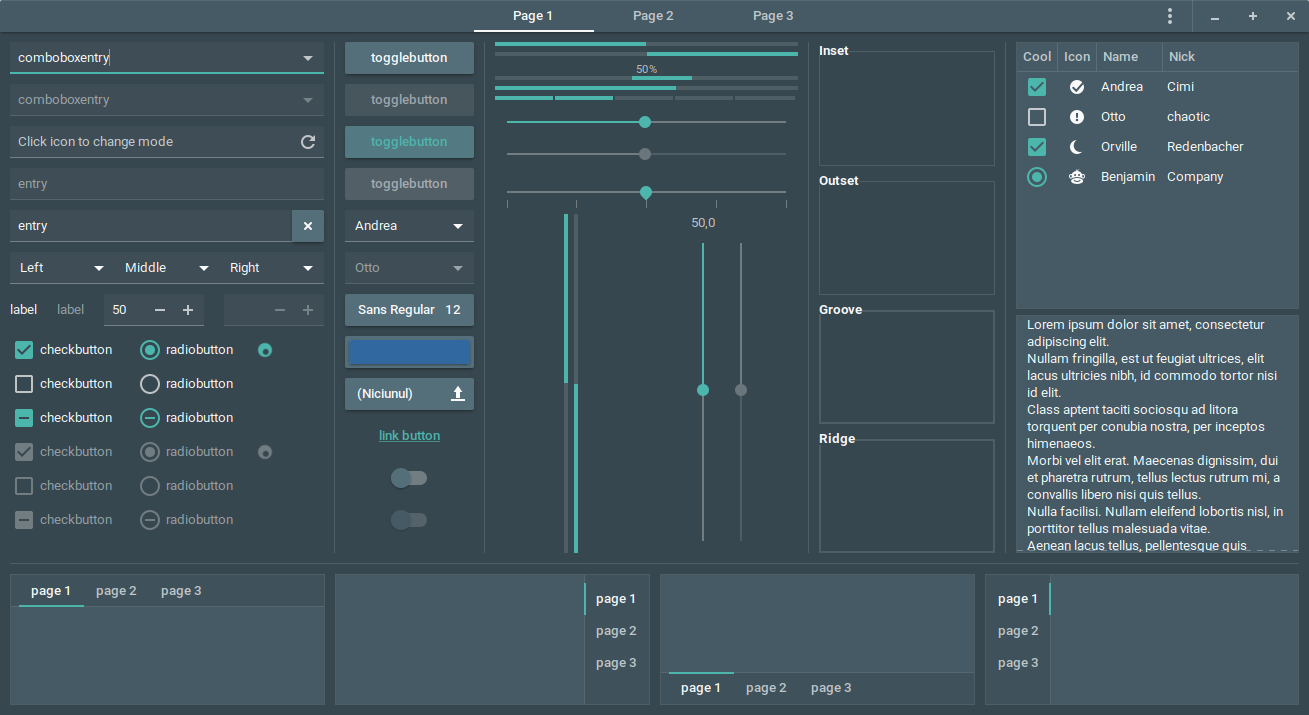 Page 1 Page 2 Page 3
comboboxentry
comboboxentry
Click icon to change mode
entry
entry
Left Middle Right
label label 50
checkbutton radiobutton
checkbutton radiobutton
checkbutton radiobutton
checkbutton radiobutton
checkbutton radiobutton
checkbutton radiobutton
togglebutton
togglebutton
togglebutton
togglebutton
Andrea
Otto
Sans Regular 12
(Niciunul)
link button
50%
50,0
Inset
Outset
Groove
Ridge
Cool Icon Name Nick
Andrea Cimi
Otto chaotic
Orville Redenbacher
Benjamin Company
Lorem ipsum dolor sit amet, consectetur
adipiscing elit.
Nullam fringilla, est ut feugiat ultrices, elit
lacus ultricies nibh, id commodo tortor nisi
id elit.
Class aptent taciti sociosqu ad litora
torquent per conubia nostra, per inceptos
himenaeos.
Morbi vel elit erat. Maecenas dignissim, dui
et pharetra rutrum, tellus lectus rutrum mi, a
convallis libero nisi quis tellus.
Nulla facilisi. Nullam eleifend lobortis nisl, in
porttitor tellus malesuada vitae.
Aenean lacus tellus, pellentesque quis
page 1 page 2 page 3
page 1
page 2
page 3
page 1 page 2 page 3
page 1
page 2
page 3